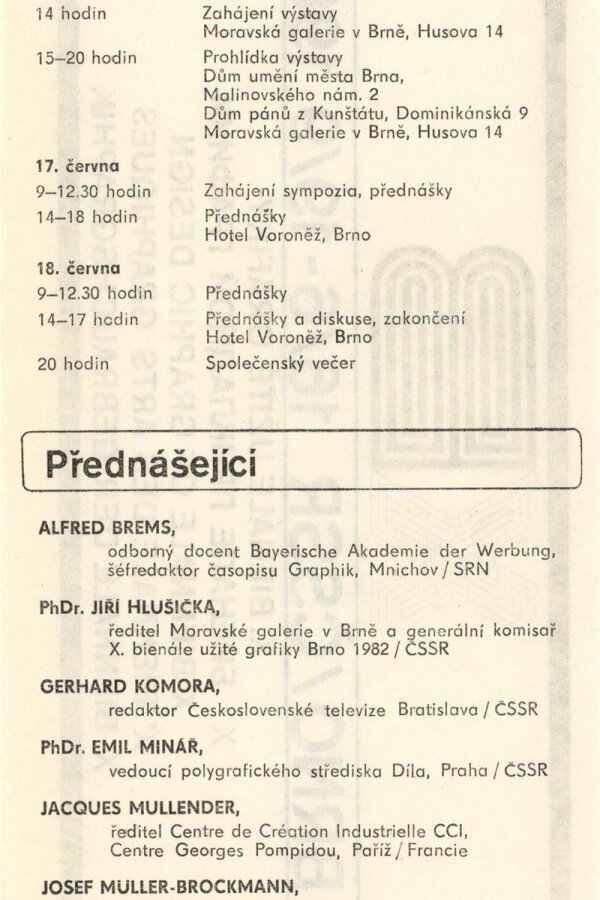 14 hodin Zahájení výstavy
Moravská galerie v Brně, Husova 14
15–20 hodin Prohlídka výstavy
Dům umění města Brna,
Malinovského nám. 2
Dům pánů z Kunštátu, Dominikánská 9
Moravská galerie v Brně, Husova 14
17. června
9–12.30 hodin Zahájení sympozia, přednášky
14–18 hodin Přednášky
Hotel Voroněž, Brno
18. června
9–12.30 hodin Přednášky
14–17 hodin Přednášky a diskuse, zakončení
Hotel Voroněž, Brno
20 hodin Společenský večer
Přednášející
ALFRED BREMS,
odborný docent Bayerische Akademie der Werbung,
šéfredaktor časopisu Graphik, Mnichov / SRN
PhDr. JIŘÍ HLUŠIČKA,
ředitel Moravské galerie v Brně a generální komisař
X. bienále užité grafiky Brno 1982 / ČSSR
GERHARD KOMORA,
redaktor Československé televize Bratislava / ČSSR
PhDr. EMIL MINÁŘ,
vedoucí polygrafického střediska Díla, Praha / ČSSR
JACQUES MULLENDER,
ředitel Centre de Création Industrielle CCI,
Centre Georges Pompidou, Paříž / Francie
JOSEF MÜLLER-BROCKMANN,